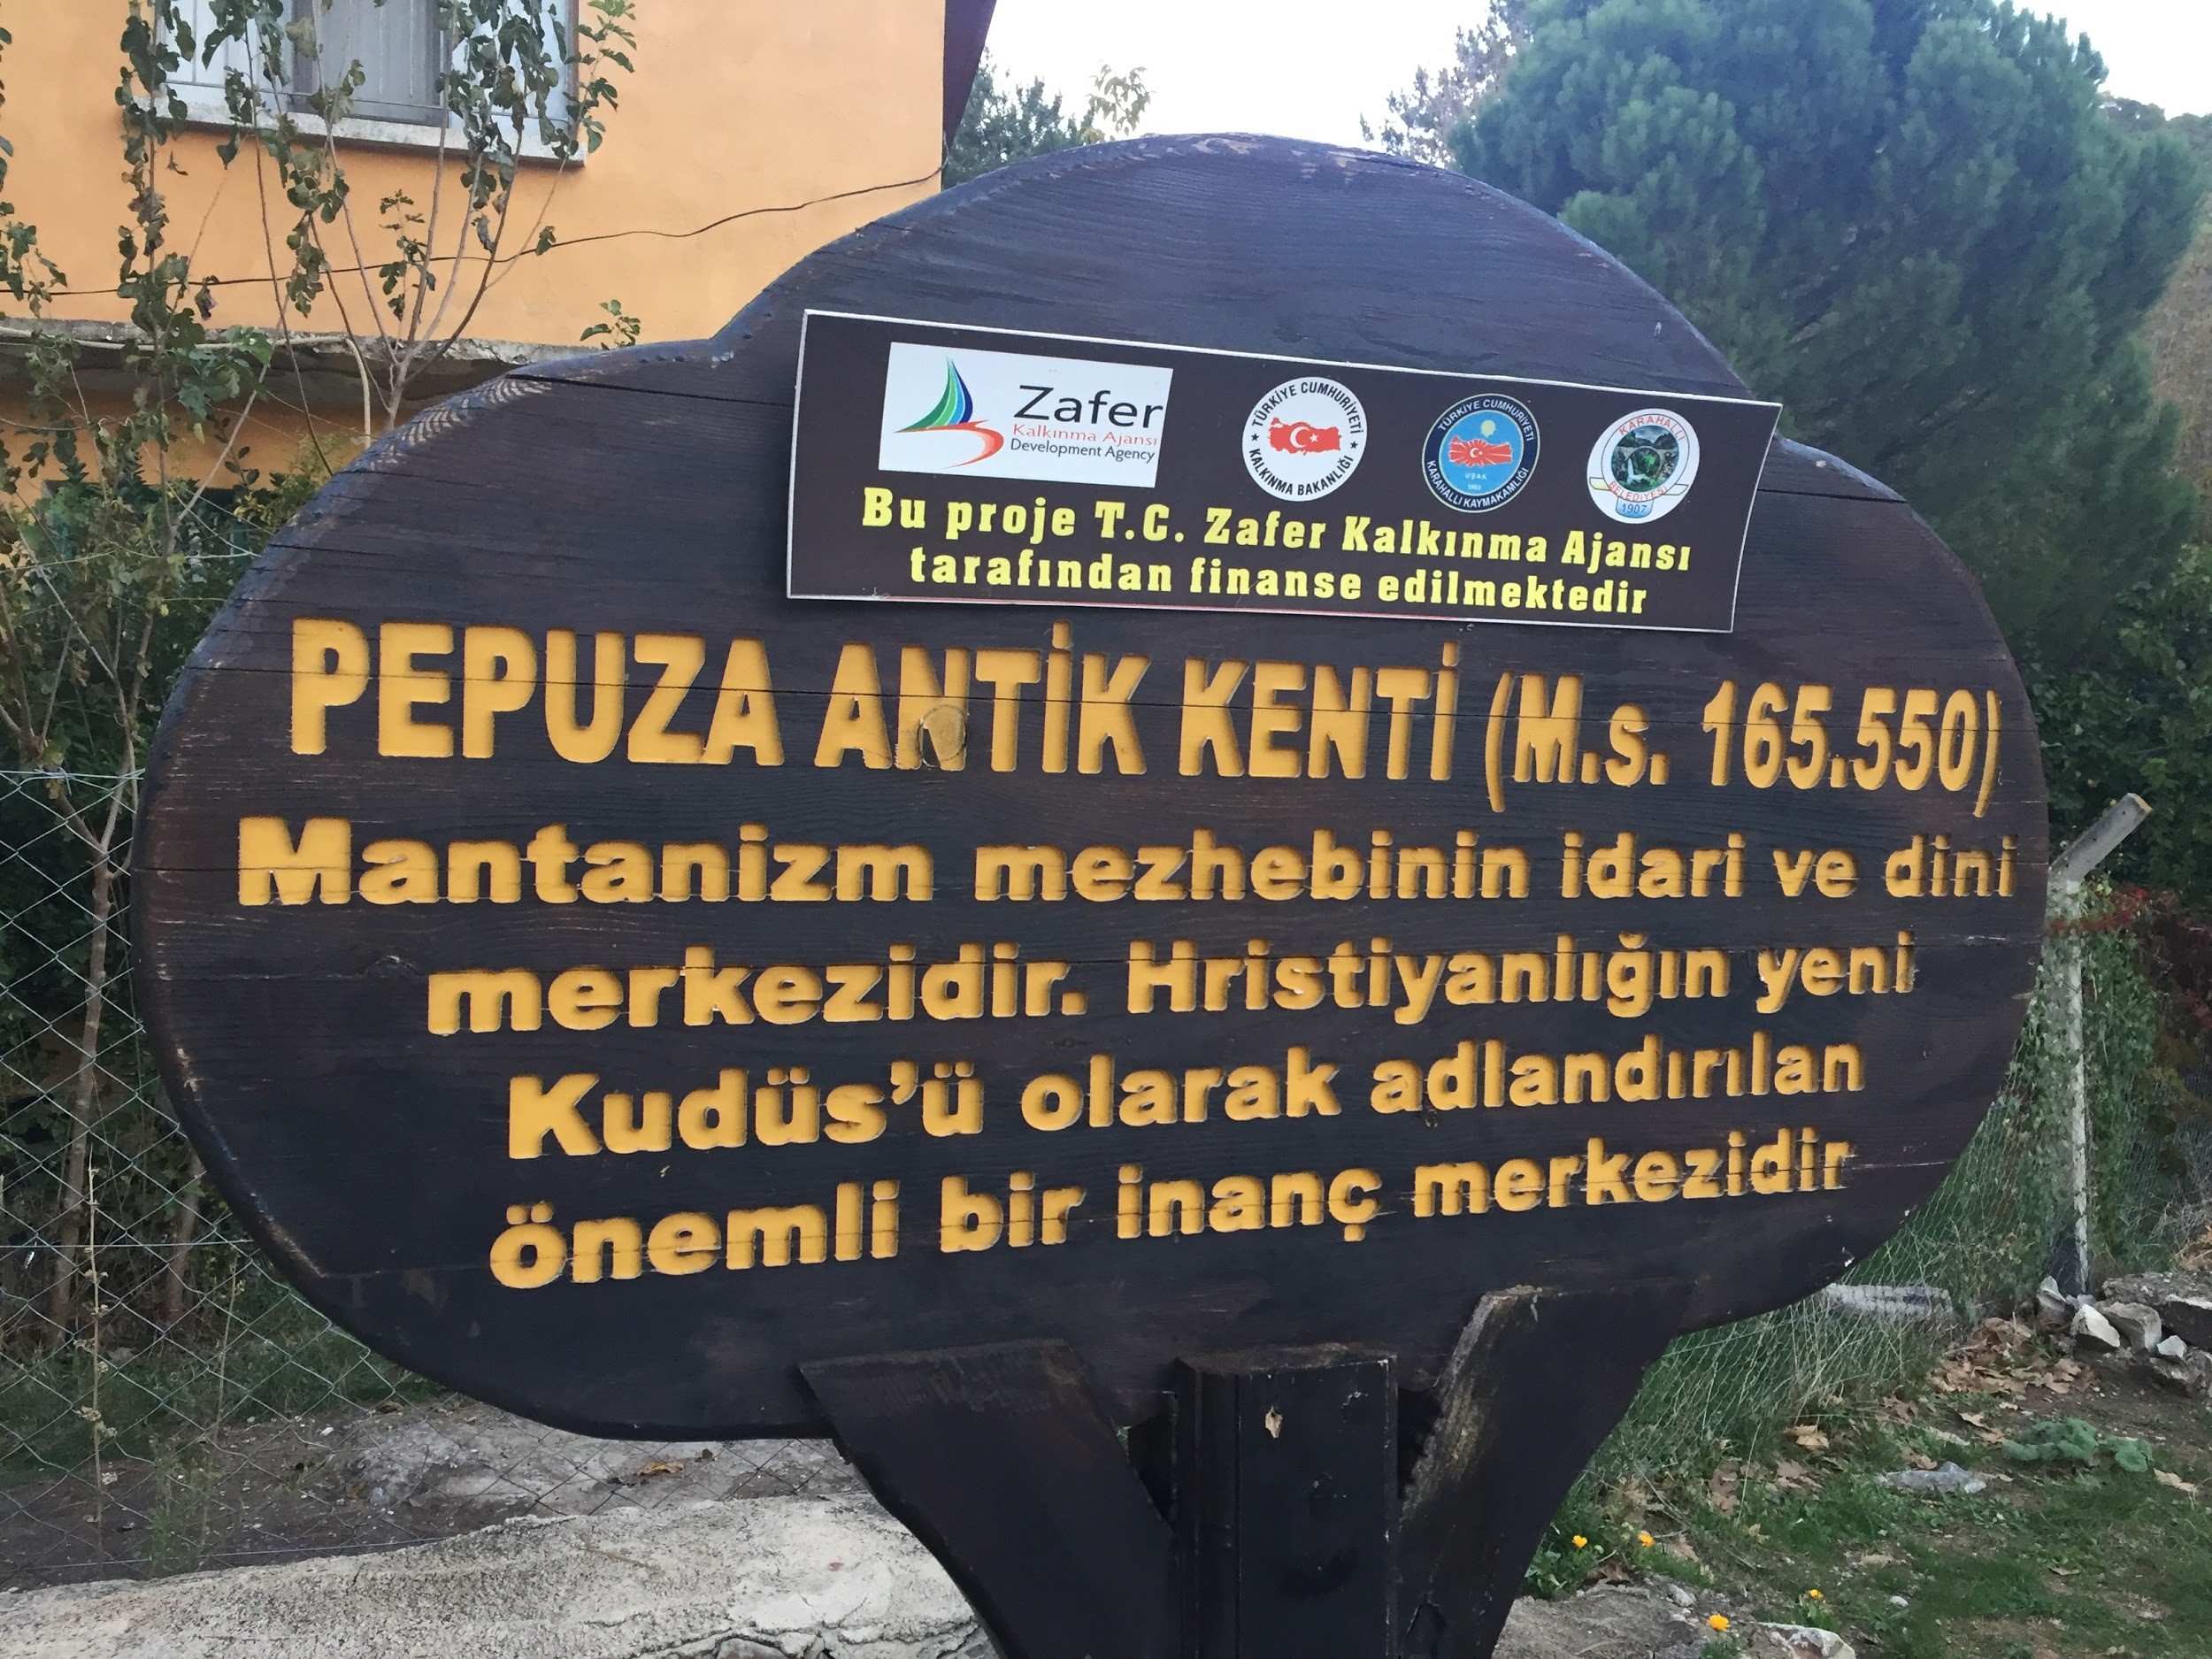 Zafer
Kalkınma Ajansı
Development Agency
TÜRKİYE CUMHURİYETİ
KALKINMA BAKANLIĞI
TÜRKİYE CUMHURİYETİ
UŞAK
1953
KARAHALLI KAYMAKAMLIĞI
KARAHALLI
BELEDİYESİ
1907
Bu proje T.C. Zafer Kalkınma Ajansı
tarafından finanse edilmektedir
PEPUZA ANTİK KENTİ (M.s. 165.550)
Mantanizm mezhebinin idari ve dini
merkezidir. Hristiyanlığın yeni
Kudüs'ü olarak adlandırılan
önemli bir inanç merkezidir